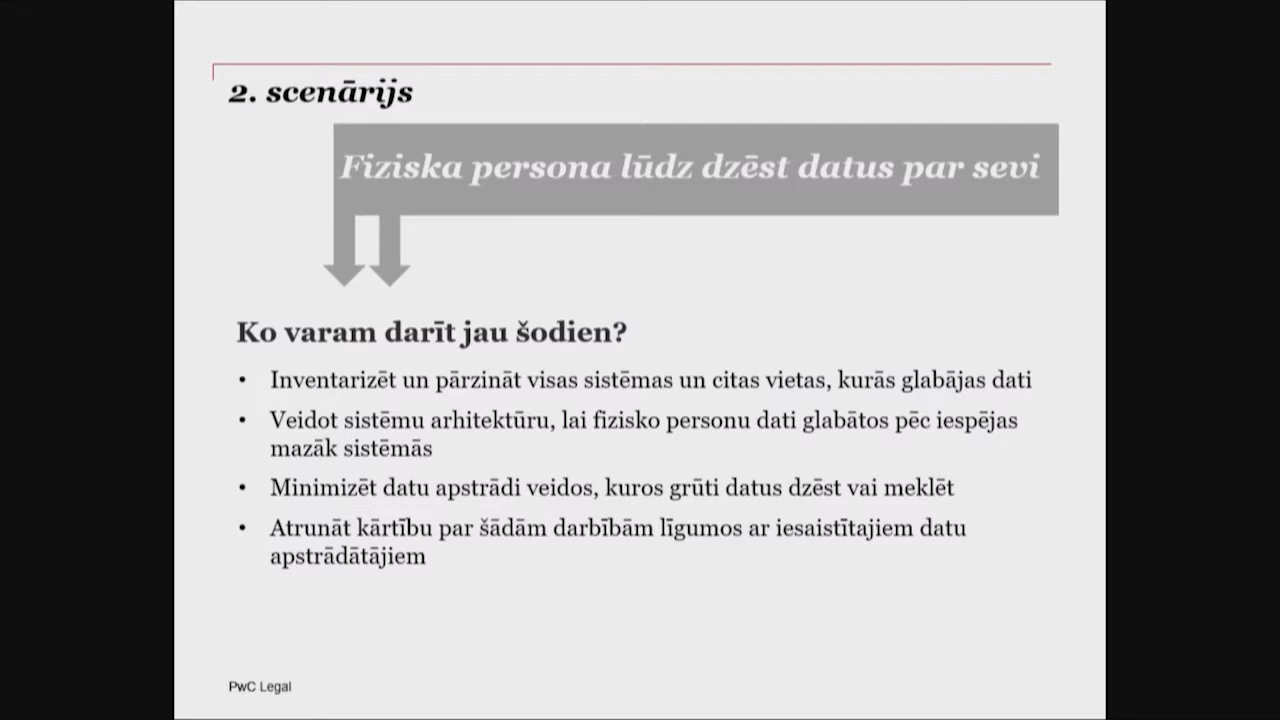 2. scenārijs
Fiziska persona lūdz dzēst datus par sevi
Ko varam darīt jau šodien?
• Inventarizēt un pārzināt visas sistēmas un citas vietas, kurās glabājas dati
• Veidot sistēmu arhitektūru, lai fizisko personu dati glabātos pēc iespējas
mazāk sistēmās
• Minimizēt datu apstrādi veidos, kuros grūti datus dzēst vai meklēt
• Atrunāt kārtību par šādām darbībām līgumos ar iesaistītajiem datu
apstrādātājiem
PwC Legal